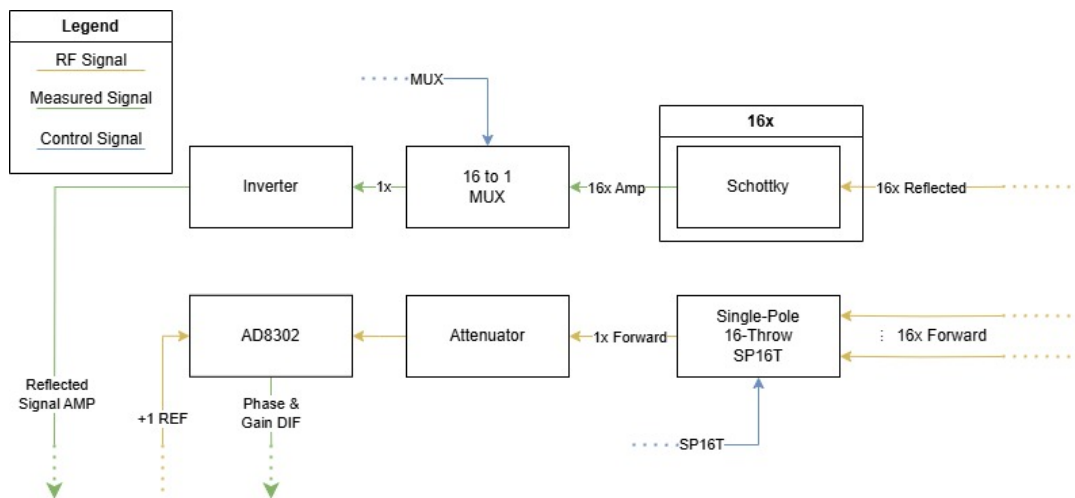 Legend
RF Signal
Measured Signal
Control Signal
MUX
16x
Inverter
1x
16 to 1
MUX
16x Amp
Schottky
16x Reflected
AD8302
Attenuator
1x Forward
Single-Pole
16-Throw
SP16T
⋮ 16x Forward
Reflected
Signal AMP
+1 REF
Phase &
Gain DIF
SP16T